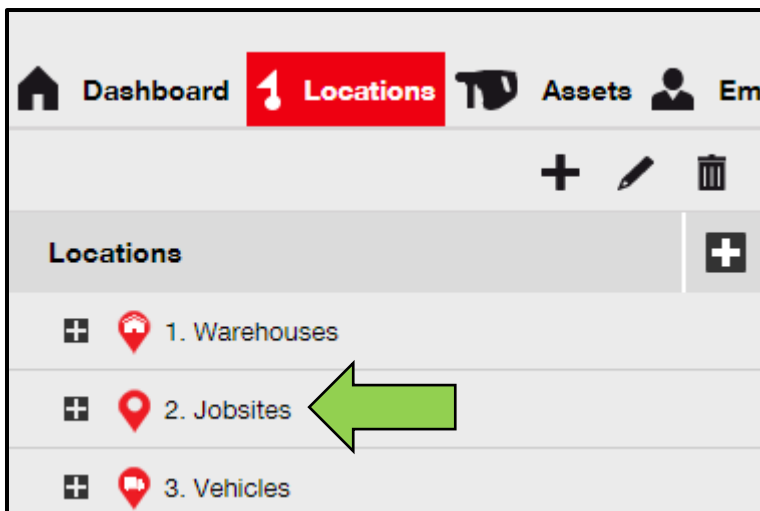 Dashboard Locations Assets Em
Locations
1. Warehouses
2. Jobsites
3. Vehicles